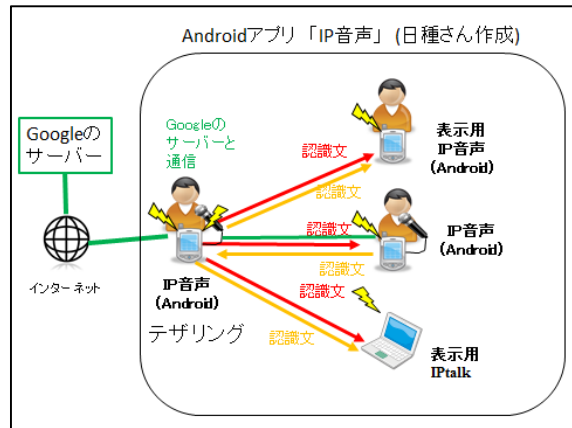 Androidアプリ「IP音声」(日種さん作成)
Googleの
サーバー
Googleの
サーバーと
通信
認識文
認識文
表示用
IP音声
(Android)
認識文
認識文
IP音声
(Android)
インターネット
IP音声
(Android)
テザリング
認識文
認識文
表示用
IPtalk